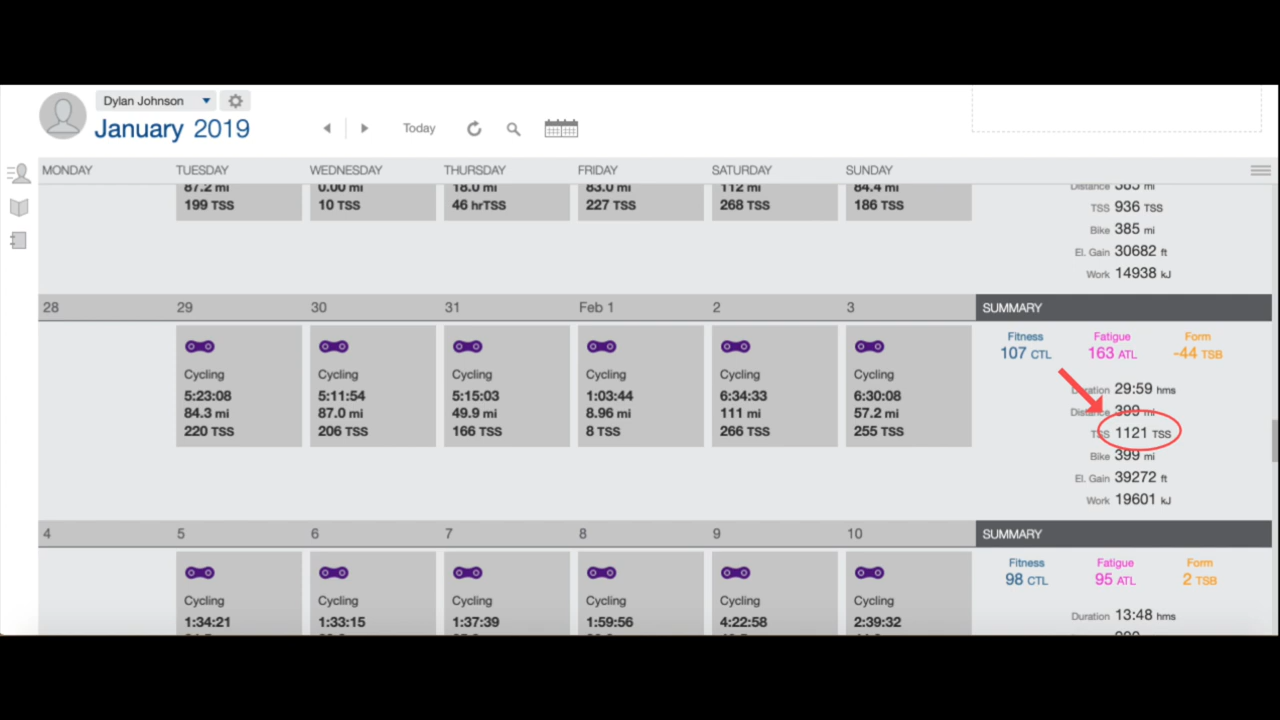 Dylan Johnson
January 2019
Today
MONDAY TUESDAY WEDNESDAY THURSDAY FRIDAY SATURDAY SUNDAY
87.2 mi 0.00 mi 18.0 mi 83.0 mi 112 mi 84.4 mi
199 TSS 10 TSS 46 hrTSS 227 TSS 268 TSS 186 TSS
Distance 385 mi
TSS 936 TSS
Bike 385 mi
El. Gain 30682 ft
Work 14938 kJ
28 29 30 31 Feb 1 2 3 SUMMARY
Cycling Cycling Cycling Cycling Cycling Cycling
5:23:08 5:11:54 5:15:03 1:03:44 6:34:33 6:30:08
84.3 mi 87.0 mi 49.9 mi 8.96 mi 111 mi 57.2 mi
220 TSS 206 TSS 166 TSS 8 TSS 266 TSS 255 TSS
Fitness Fatigue Form
107 CTL 163 ATL -44 TSB
Duration 29:59 hms
Distance 399 mi
TSS 1121 TSS
Bike 399 mi
El. Gain 39272 ft
Work 19601 kJ
4 5 6 7 8 9 10 SUMMARY
Cycling Cycling Cycling Cycling Cycling Cycling
1:34:21 1:33:15 1:37:39 1:59:56 4:22:58 2:39:32
Fitness Fatigue Form
98 CTL 95 ATL 2 TSB
Duration 13:48 hms